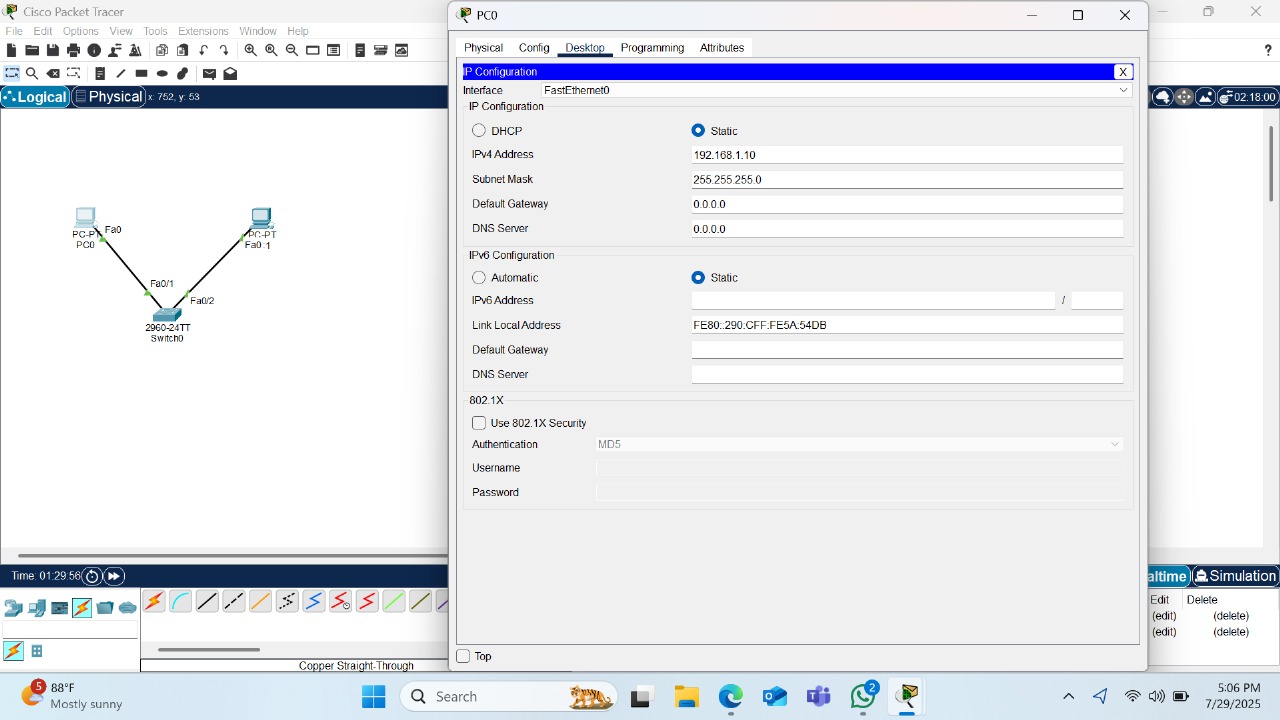 Cisco Packet Tracer
File Edit Options View Tools Extensions Window Help
Logical Physical x: 752, y: 53
02:18:00
PC-PT
PC0
Fa0
PC-PT
Fa0
Fa0/1
Fa0/2
2960-24TT
Switch0
PC0
Physical Config Desktop Programming Attributes
IP Configuration X
Interface FastEthernet0
IP Configuration
DHCP Static
IPv4 Address 192.168.1.10
Subnet Mask 255.255.255.0
Default Gateway 0.0.0.0
DNS Server 0.0.0.0
IPv6 Configuration
Automatic Static
IPv6 Address /
Link Local Address FE80::290:CFF:FE5A:54DB
Default Gateway
DNS Server
802.1X
Use 802.1X Security
Authentication MD5
Username
Password
Top
Time: 01:29:56
altime Simulation
Edit Delete
(edit) (delete)
(edit) (delete)
Copper Straight-Through
5
88°F
Mostly sunny
Search
2
5:06 PM
7/29/2025